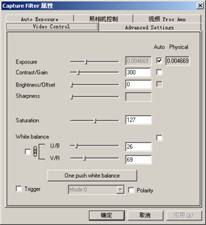 Capture Filter 属性
Auto Exposure 照相机控制 视频 Proc Amp
Video Control Advanced Settings
Auto Physical
Exposure 0.004669 0.004669
Contrast/Gain 300
Brightness/Offset 0
Sharpness
Saturation 127
White balance
U/B 26
V/R 69
One push white balance
Trigger Mode 0 Polarity
确定 取消 应用(A)